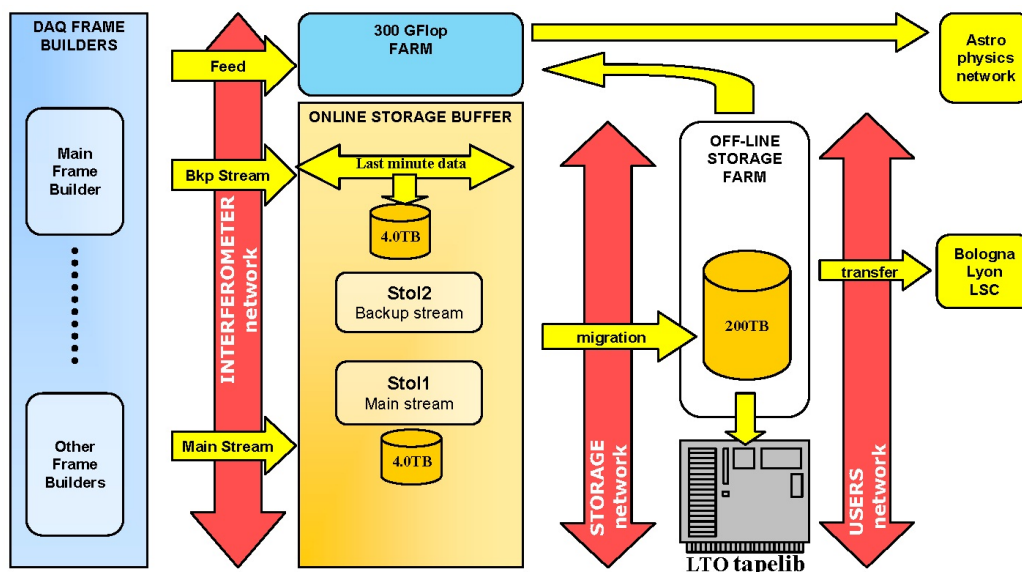 DAQ FRAME
BUILDERS
Main
Frame
Builder
Other
Frame
Builders
Feed
Bkp Stream
Main Stream
INTERFEROMETER
network
300 GFlop
FARM
ONLINE STORAGE BUFFER
Last minute data
4.0TB
Stol2
Backup stream
Stol1
Main stream
4.0TB
migration
STORAGE
network
OFF-LINE
STORAGE
FARM
200TB
LTO tapelib
transfer
USERS
network
Astro
physics
network
Bologna
Lyon
LSC